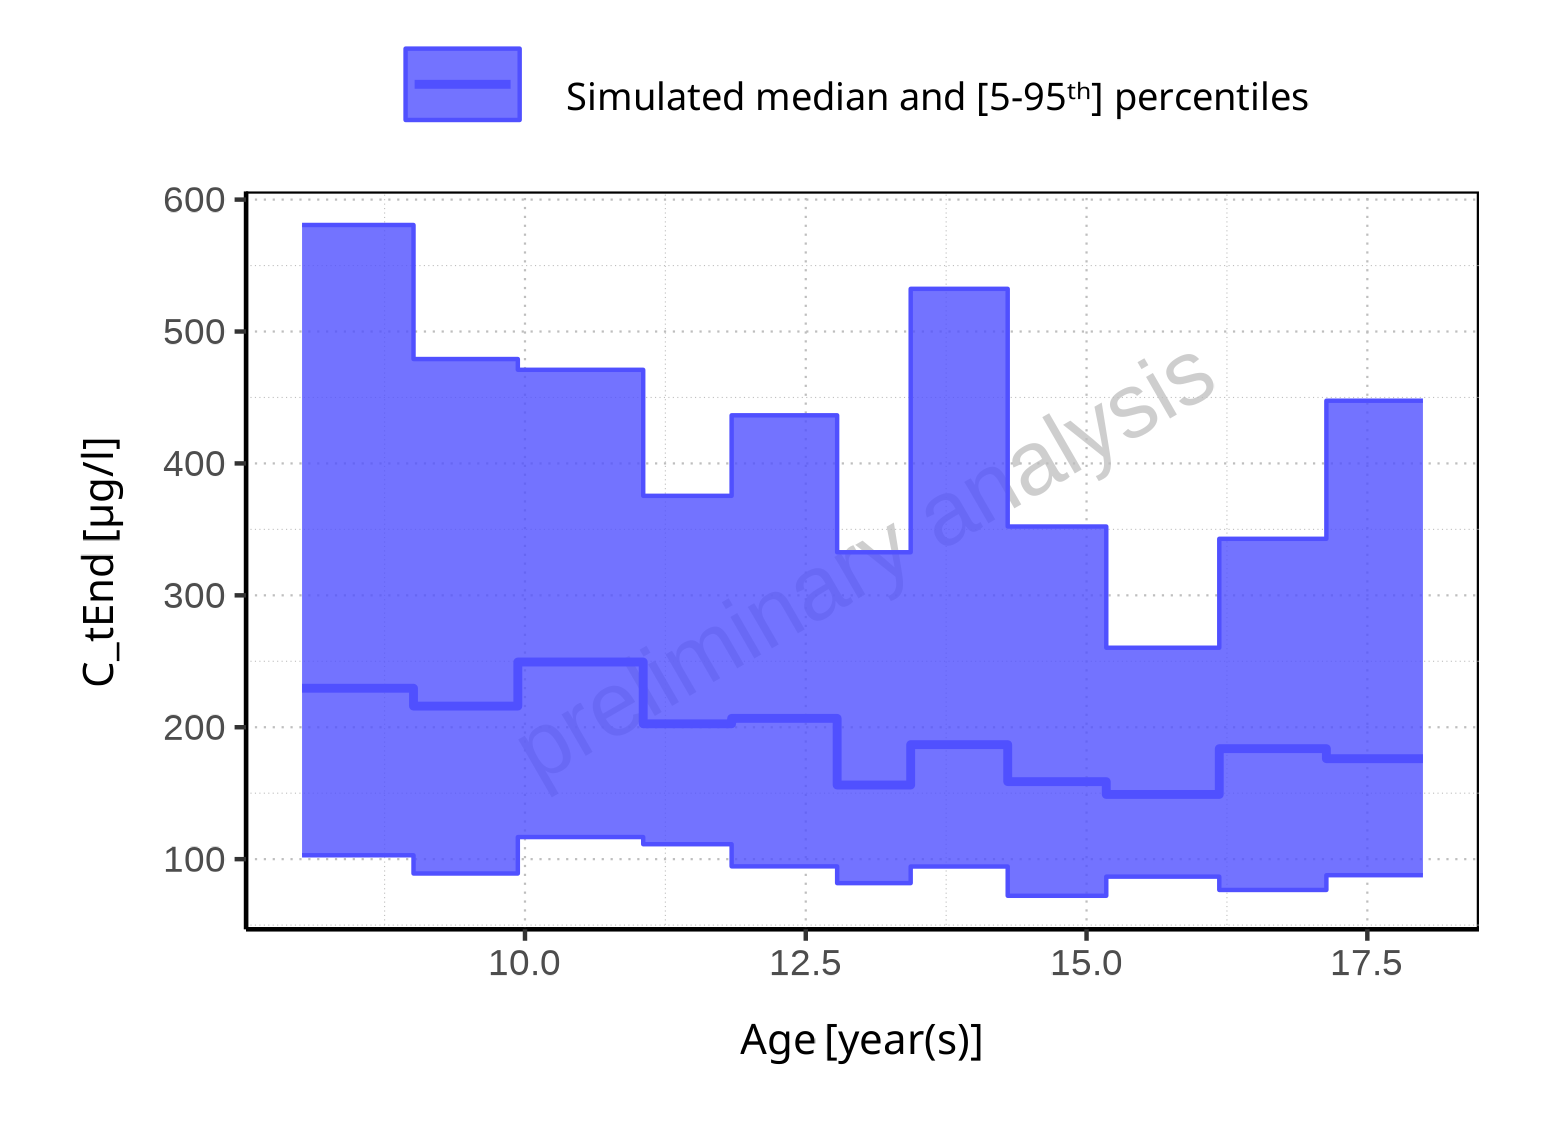 Simulated median and [5-95ᵗʰ] percentiles
600
500
400
300
200
100
C_tEnd [µg/l]
preliminary analysis
10.0 12.5 15.0 17.5
Age [year(s)]